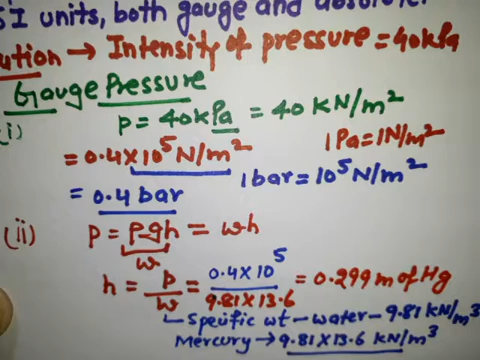 SI units, both gauge and absolute.
ution → Intensity of pressure = 40kPa
Gauge Pressure
(i) p = 40kPa = 40 KN/m²
= 0.4×10⁵ N/m² 1Pa = 1N/m²
= 0.4 bar 1bar = 10⁵ N/m²
(ii) p = ρgh = wh
w
h = p/w = 0.4×10⁵/9.81×13.6 = 0.299 m of Hg
Specific wt - water - 9.81 KN/m³
Mercury → 9.81×13.6 KN/m³